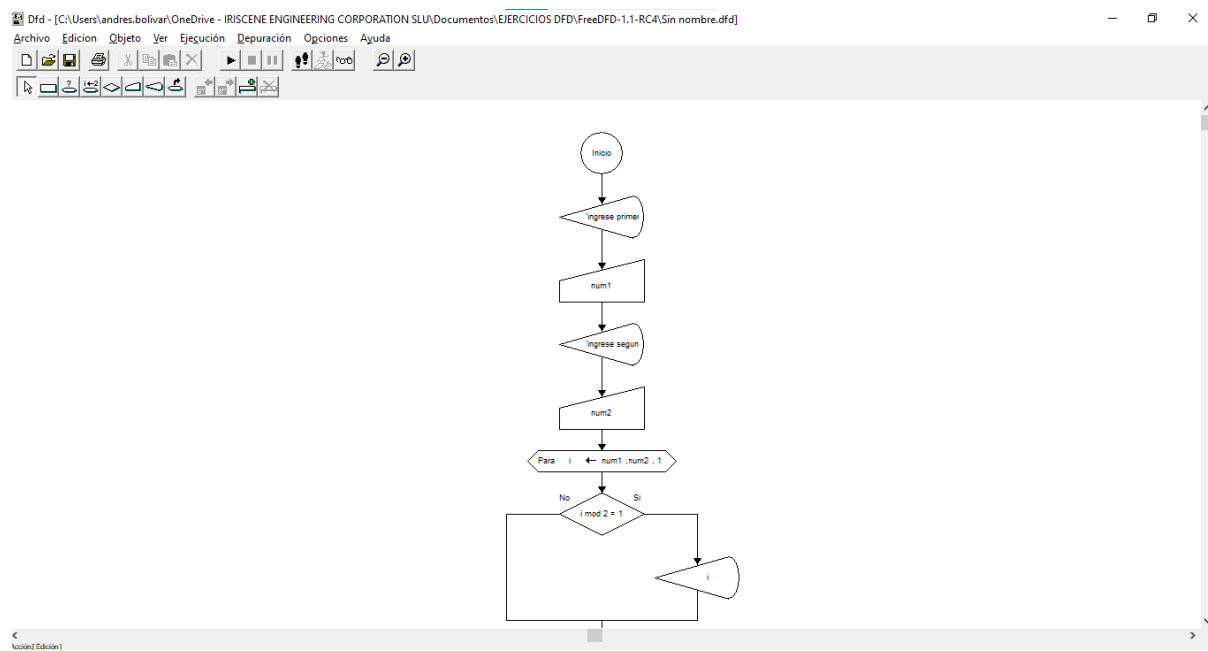 Dfd - [C:\Users\andres.bolivar\OneDrive - IRISCENE ENGINEERING CORPORATION SLU\Documentos\EJERCICIOS DFD\FreeDFD-1.1-RC4\Sin nombre.dfd]
Archivo Edicion Objeto Ver Ejecución Depuración Opciones Ayuda
Inicio
'ingrese primer
num1
'ingrese segun
num2
Para i ← num1 ,num2 , 1
No Si
i mod 2 = 1
i
Acción:[ Edición ]